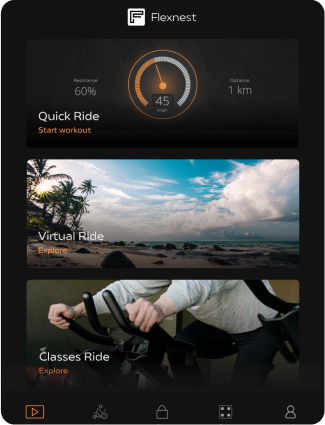 Flexnest
Resistance
60%
45
kmph
Distance
1 km
Quick Ride
Start workout
Virtual Ride
Explore
Classes Ride
Explore